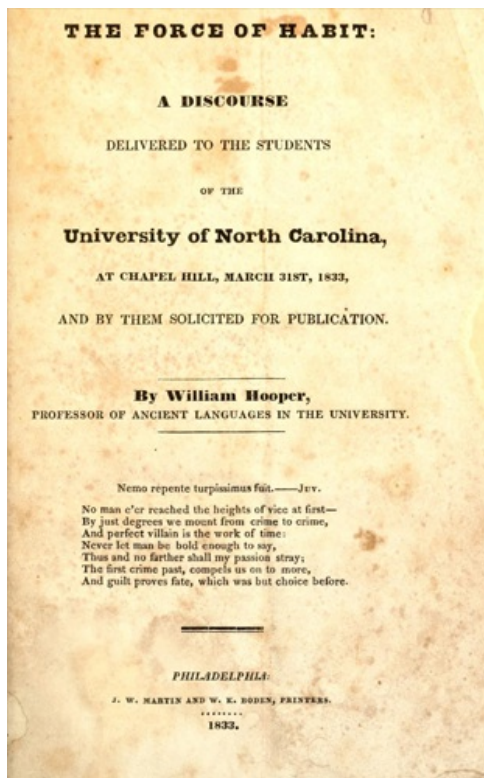 THE FORCE OF HABIT:
A DISCOURSE
DELIVERED TO THE STUDENTS
OF THE
University of North Carolina,
AT CHAPEL HILL, MARCH 31ST, 1833,
AND BY THEM SOLICITED FOR PUBLICATION.
By William Hooper,
PROFESSOR OF ANCIENT LANGUAGES IN THE UNIVERSITY.
Nemo repente turpissimus fuit.——JUV.
No man e'er reached the heights of vice at first—
By just degrees we mount from crime to crime,
And perfect villain is the work of time:
Never let man be bold enough to say,
Thus and no farther shall my passion stray;
The first crime past, compels us on to more,
And guilt proves fate, which was but choice before.
PHILADELPHIA:
J. W. MARTIN AND W. K. BODEN, PRINTERS.
1833.